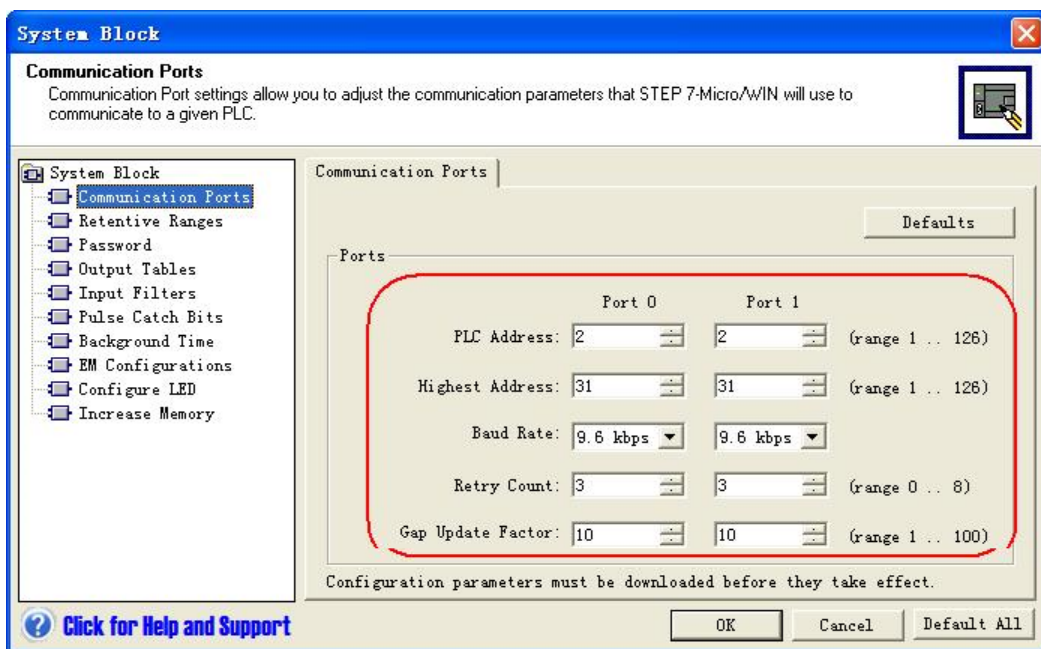 System Block
Communication Ports
Communication Port settings allow you to adjust the communication parameters that STEP 7-Micro/WIN will use to
communicate to a given PLC.
System Block
Communication Ports
Retentive Ranges
Password
Output Tables
Input Filters
Pulse Catch Bits
Background Time
EM Configurations
Configure LED
Increase Memory
Communication Ports
Defaults
Ports
Port 0 Port 1
PLC Address: 2 2 (range 1 .. 126)
Highest Address: 31 31 (range 1 .. 126)
Baud Rate: 9.6 kbps 9.6 kbps
Retry Count: 3 3 (range 0 .. 8)
Gap Update Factor: 10 10 (range 1 .. 100)
Configuration parameters must be downloaded before they take effect.
Click for Help and Support
OK Cancel Default All